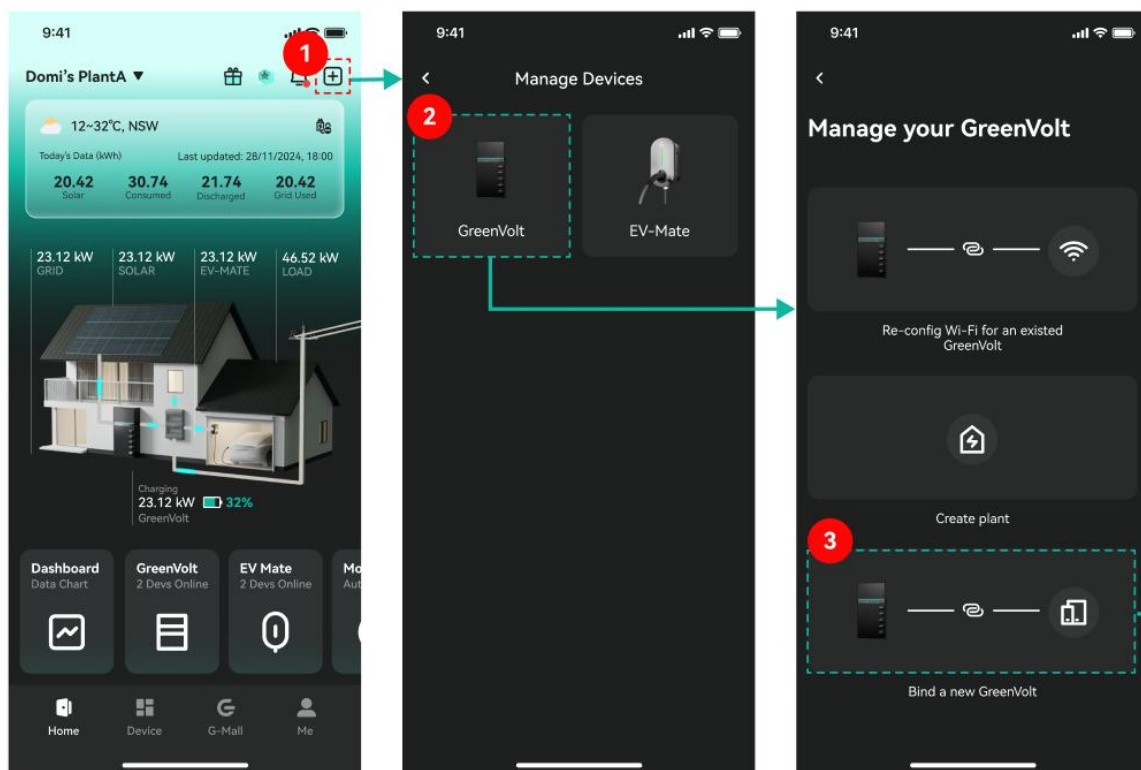 9:41
1
Domi's PlantA ▼
12~32°C, NSW
Today's Data (kWh) Last updated: 28/11/2024, 18:00
20.42 30.74 21.74 20.42
Solar Consumed Discharged Grid Used
23.12 kW 23.12 kW 23.12 kW 46.52 kW
GRID SOLAR EV-MATE LOAD
Charging
23.12 kW 32%
GreenVolt
Dashboard GreenVolt EV Mate Mo
Data Chart 2 Devs Online 2 Devs Online Aut
Home Device G-Mall Me
9:41
Manage Devices
2
GreenVolt EV-Mate
9:41
Manage your GreenVolt
Re-config Wi-Fi for an existed
GreenVolt
Create plant
3
Bind a new GreenVolt